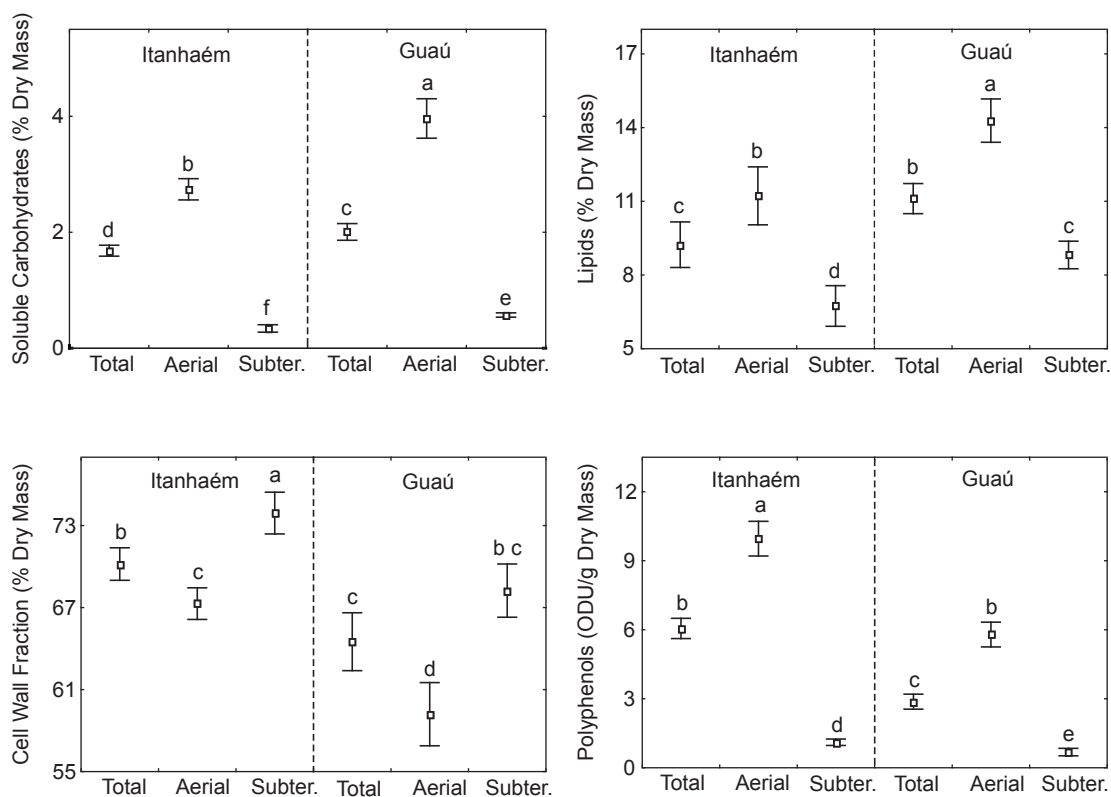 Soluble Carbohydrates (% Dry Mass)
Itanhaém
Guaú
4
2
0
d
b
f
c
a
e
Total Aerial Subter. Total Aerial Subter.
Lipids (% Dry Mass)
Itanhaém
Guaú
17
14
11
8
5
c
b
d
b
a
c
Total Aerial Subter. Total Aerial Subter.
Cell Wall Fraction (% Dry Mass)
Itanhaém
Guaú
73
67
61
55
b
c
a
c
d
b c
Total Aerial Subter. Total Aerial Subter.
Polyphenols (ODU/g Dry Mass)
Itanhaém
Guaú
12
9
6
3
0
b
a
d
c
b
e
Total Aerial Subter. Total Aerial Subter.